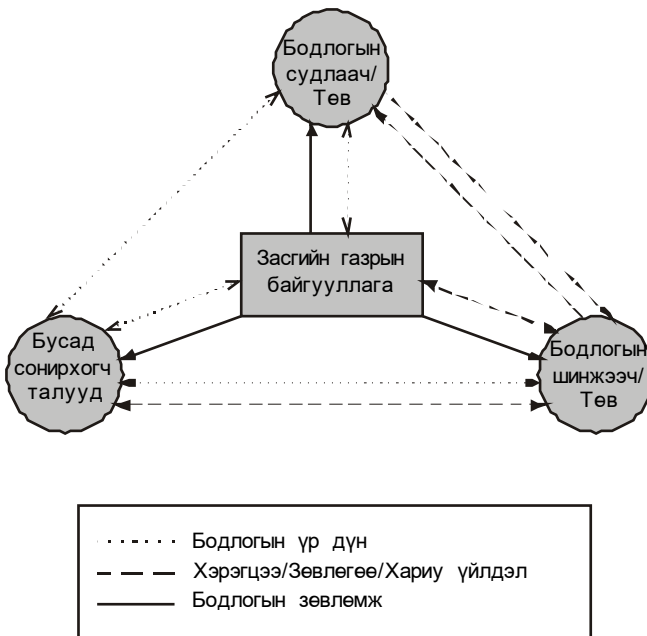 Бодлогын
судлаач/
Төв
Засгийн газрын
байгууллага
Бусад
сонирхогч
талууд
Бодлогын
шинжээч/
Төв
Бодлогын үр дүн
Хэрэгцээ/Зөвлөгөө/Хариу үйлдэл
Бодлогын зөвлөмж